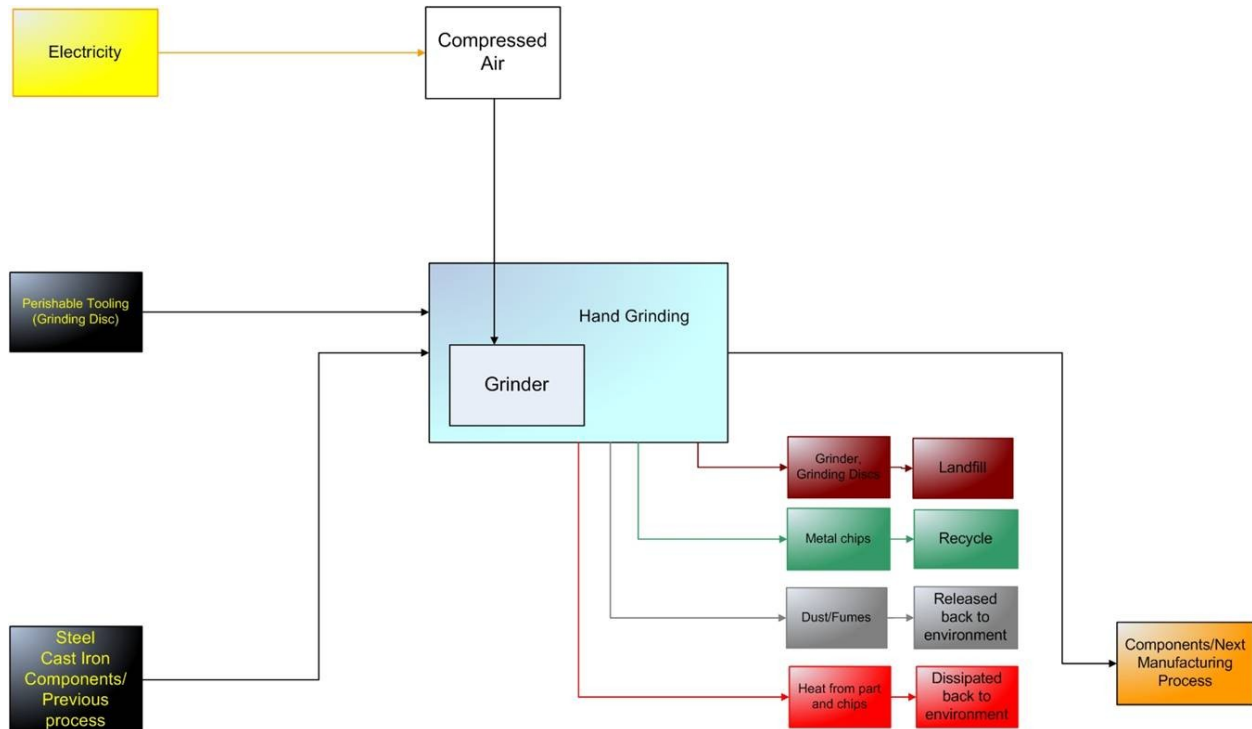 Electricity
Compressed
Air
Perishable Tooling
(Grinding Disc)
Hand Grinding
Grinder
Grinder,
Grinding Discs
Landfill
Metal chips
Recycle
Dust/Fumes
Released
back to
environment
Steel
Cast Iron
Components/
Previous
process
Heat from part
and chips
Dissipated
back to
environment
Components/Next
Manufacturing
Process